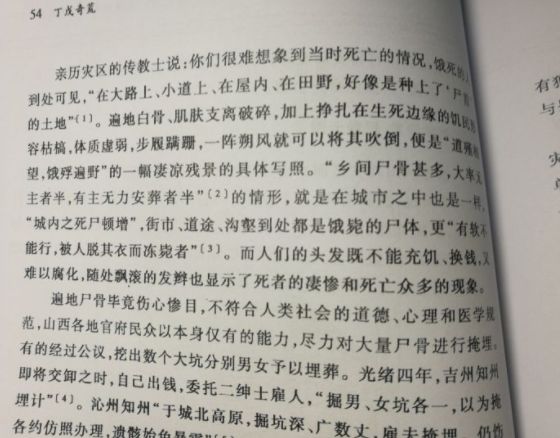 54 丁戊奇荒
亲历灾区的传教士说:你们很难想象到当时死亡的情况,饿死的
到处可见,“在大路上、小道上、在屋内、在田野,好像是种上了‘尸首’
的土地”〔1〕。遍地白骨、肌肤支离破碎,加上挣扎在生死边缘的饥民形
容枯槁,体质虚弱,步履蹒跚,一阵朔风就可以将其吹倒,便是“道殣相
望,饿殍遍野”的一幅凄凉残景的具体写照。“乡间尸骨甚多,大率无
主者半,有主无力安葬者半”〔2〕的情形,就是在城市之中也是一样,
“城内之死尸顿增”,街市、道途、沟壑到处都是饿毙的尸体,更“有软不
能行,被人脱其衣而冻毙者”〔3〕。而人们的头发既不能充饥、换钱,又
难以腐化,随处飘滚的发辫也显示了死者的凄惨和死亡众多的现象。
遍地尸骨毕竟伤心惨目,不符合人类社会的道德、心理和医学规
范,山西各地官府民众以本身仅有的能力,尽力对大量尸骨进行掩埋。
有的经过公议,挖出数个大坑分别男女予以埋葬。光绪四年,吉州知州
即将交卸之时,自己出钱,委托二绅士雇人,“掘男、女坑各一,以为掩
埋计”〔4〕。沁州知州“于城北高原,掘坑深、广数丈,雇夫掩埋,仍饬
各约仿照办理,遗骸始免暴露”
有
与